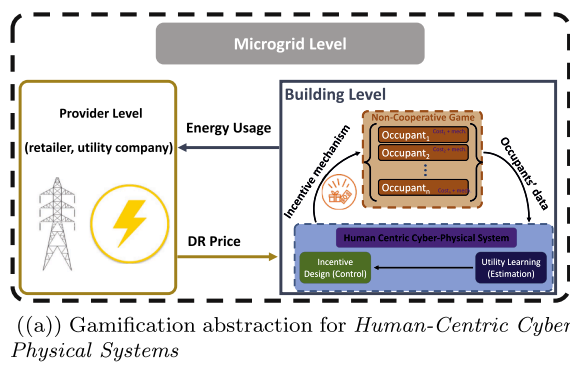 Microgrid Level
Provider Level
(retailer, utility company)
Energy Usage
DR Price
Building Level
Non-Cooperative Game
Occupant1
Occupant2
Occupantn
Incentive mechanism
Occupants' data
Human Centric Cyber-Physical System
Incentive
Design (Control)
Utility Learning
(Estimation)
((a)) Gamification abstraction for Human-Centric Cyber
Physical Systems